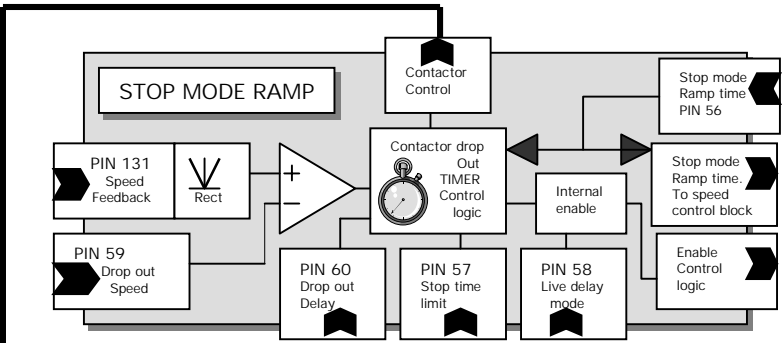 Contactor
Control
STOP MODE RAMP
Stop mode
Ramp time
PIN 56
PIN 131
Speed
Feedback
Rect
+
−
Contactor drop
Out
TIMER
Control
logic
Stop mode
Ramp time.
To speed
control block
Internal
enable
PIN 59
Drop out
Speed
PIN 60
Drop out
Delay
PIN 57
Stop time
limit
PIN 58
Live delay
mode
Enable
Control
logic